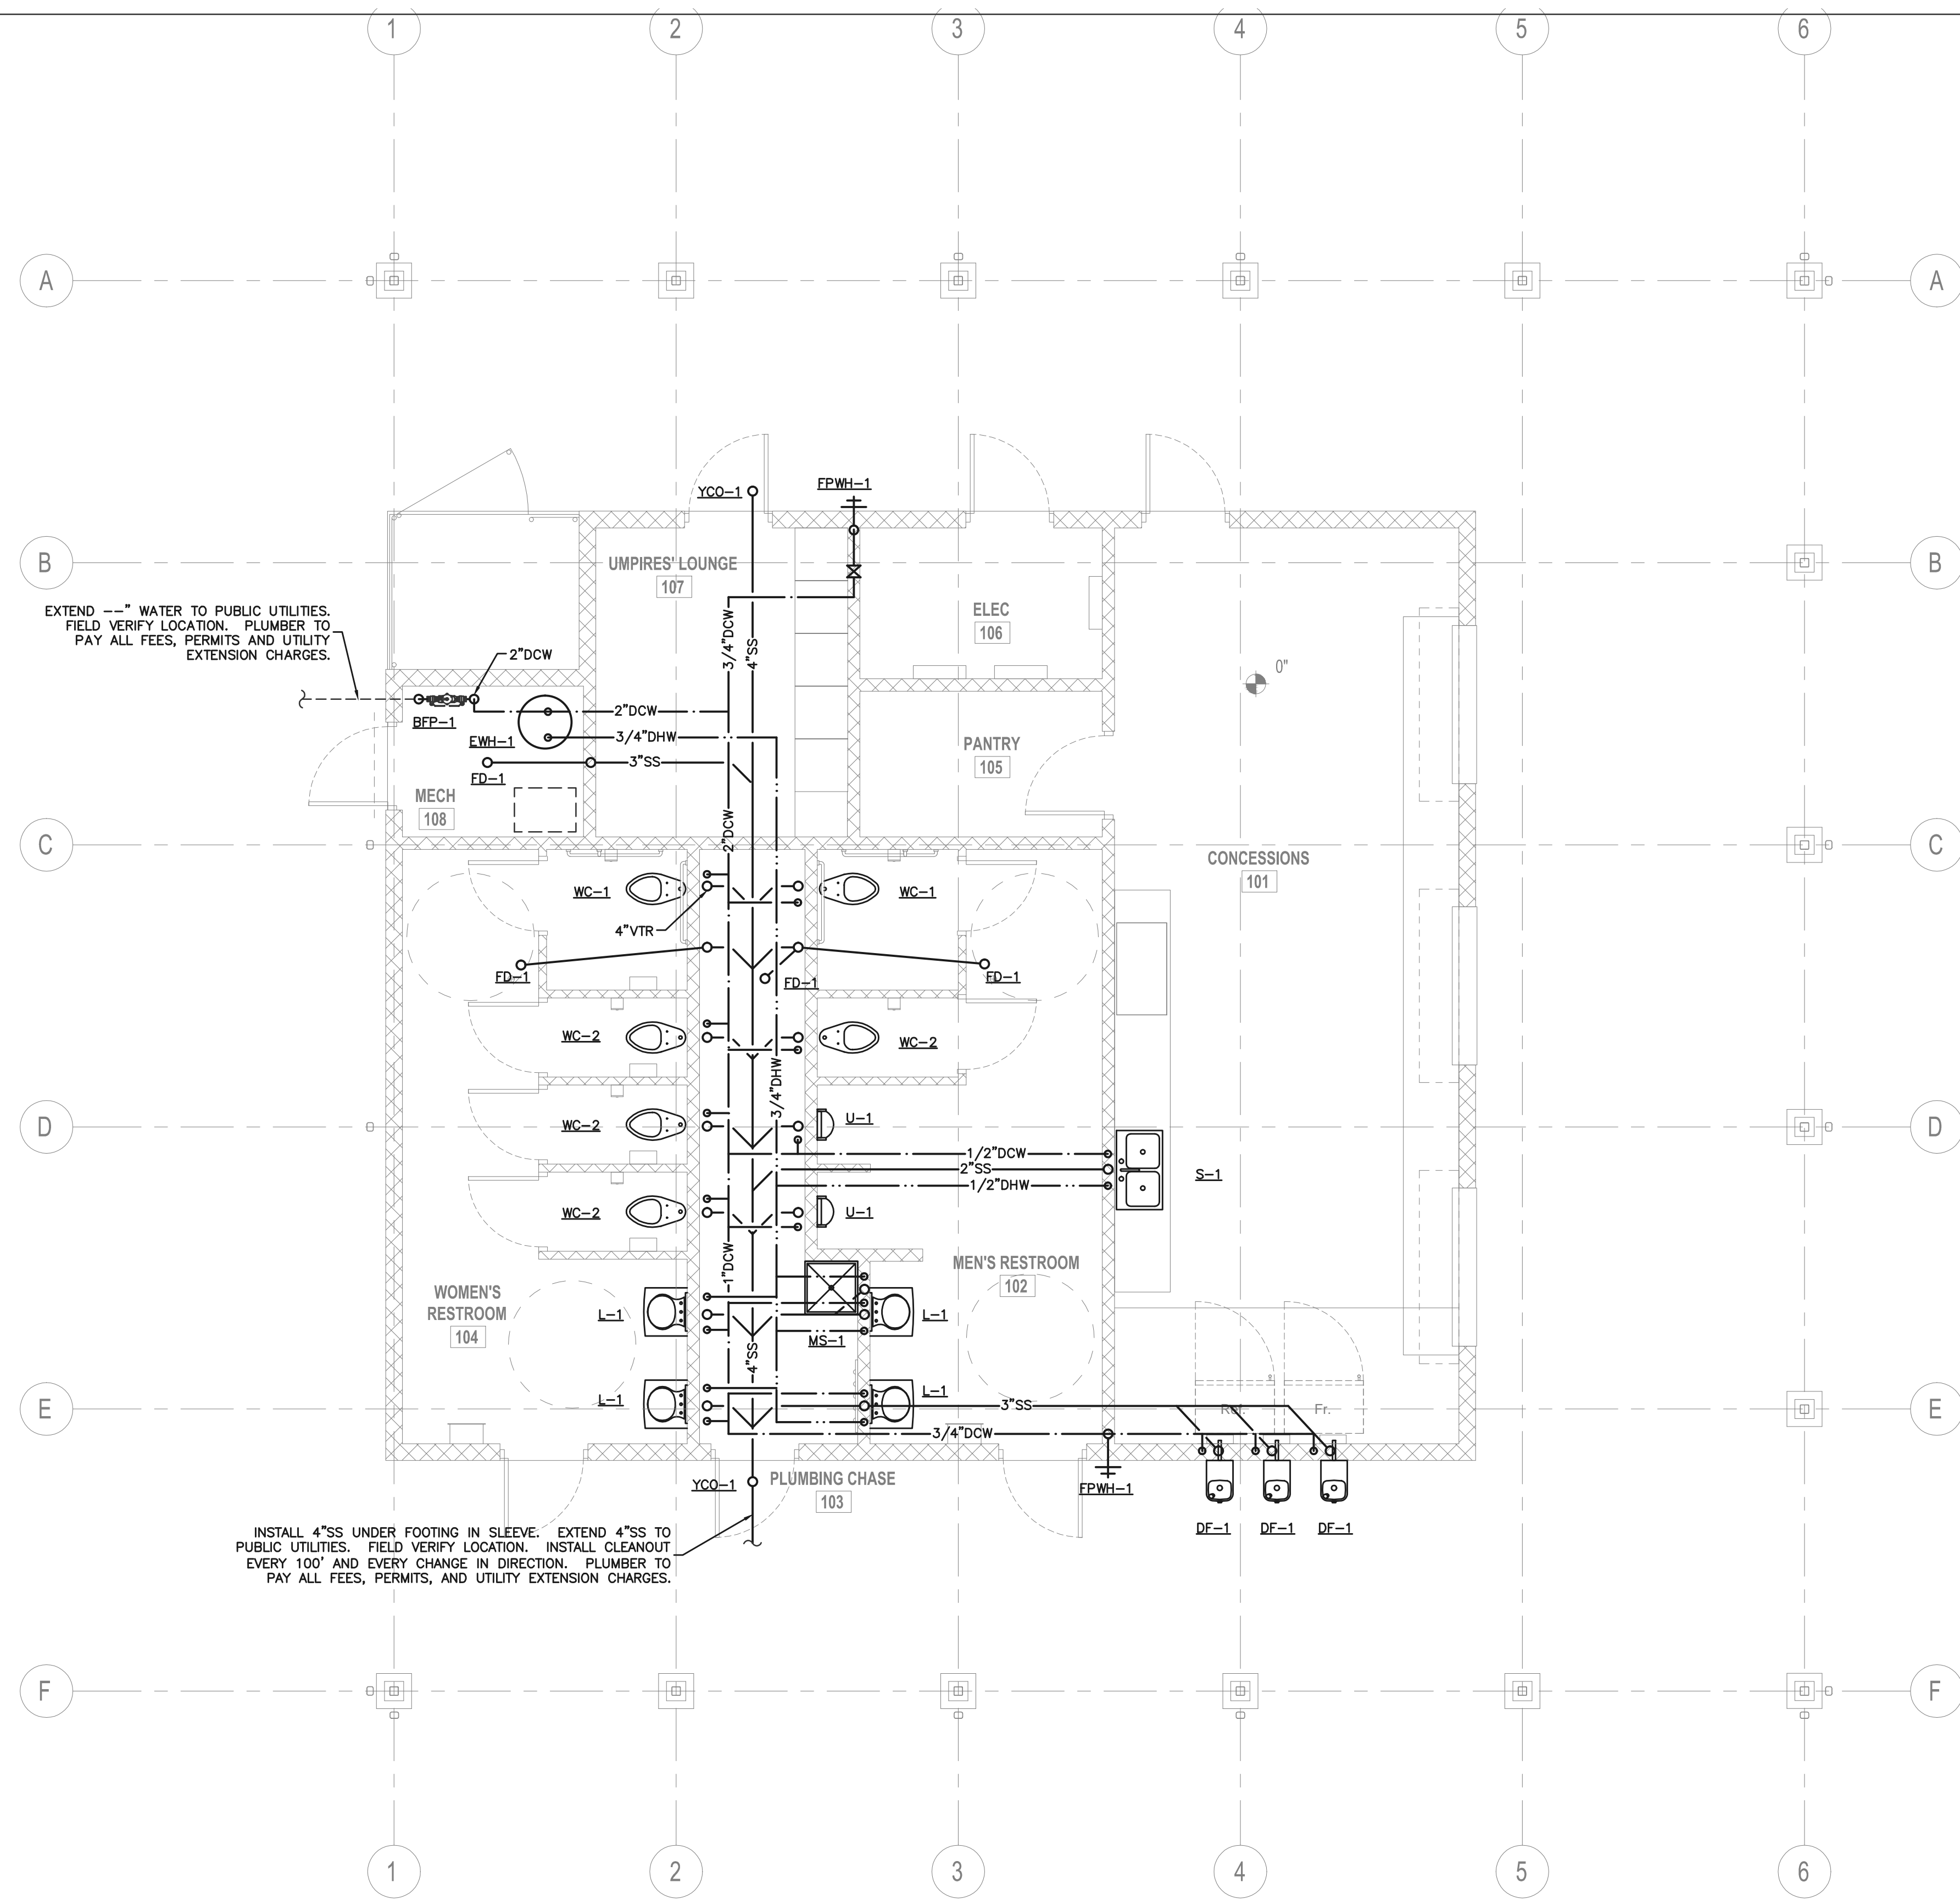 1 2 3 4 5 6
A A
YCO-1
FPWH-1
B B
UMPIRES' LOUNGE
107
EXTEND --" WATER TO PUBLIC UTILITIES.
FIELD VERIFY LOCATION. PLUMBER TO
PAY ALL FEES, PERMITS AND UTILITY
EXTENSION CHARGES.
ELEC
106
3/4"DCW
4"SS
2"DCW
0"
BFP-1
2"DCW
EWH-1
3/4"DHW
PANTRY
105
3"SS
FD-1
MECH
108
2"DCW
C C
CONCESSIONS
101
WC-1
WC-1
4"VTR
FD-1
FD-1
FD-1
WC-2
WC-2
3/4"DHW
D D
WC-2
U-1
1/2"DCW
2"SS
1/2"DHW
S-1
WC-2
U-1
1"DCW
MEN'S RESTROOM
102
WOMEN'S
RESTROOM
104
L-1
L-1
MS-1
4"SS
E E
L-1
L-1
3"SS
Ref.
Fr.
3/4"DCW
YCO-1
PLUMBING CHASE
103
FPWH-1
DF-1
DF-1
DF-1
INSTALL 4"SS UNDER FOOTING IN SLEEVE. EXTEND 4"SS TO
PUBLIC UTILITIES. FIELD VERIFY LOCATION. INSTALL CLEANOUT
EVERY 100' AND EVERY CHANGE IN DIRECTION. PLUMBER TO
PAY ALL FEES, PERMITS, AND UTILITY EXTENSION CHARGES.
F F
1 2 3 4 5 6